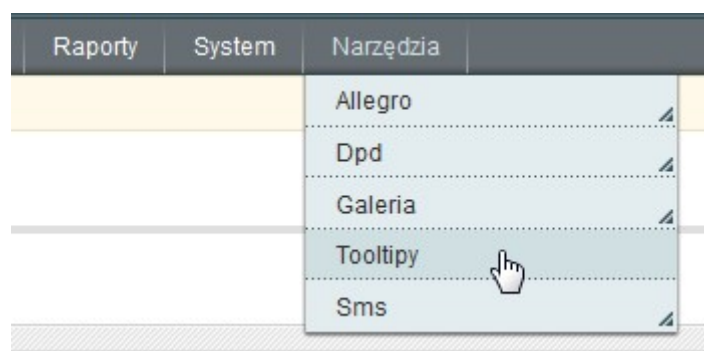 Raporty System Narzędzia
Allegro
Dpd
Galeria
Tooltipy
Sms